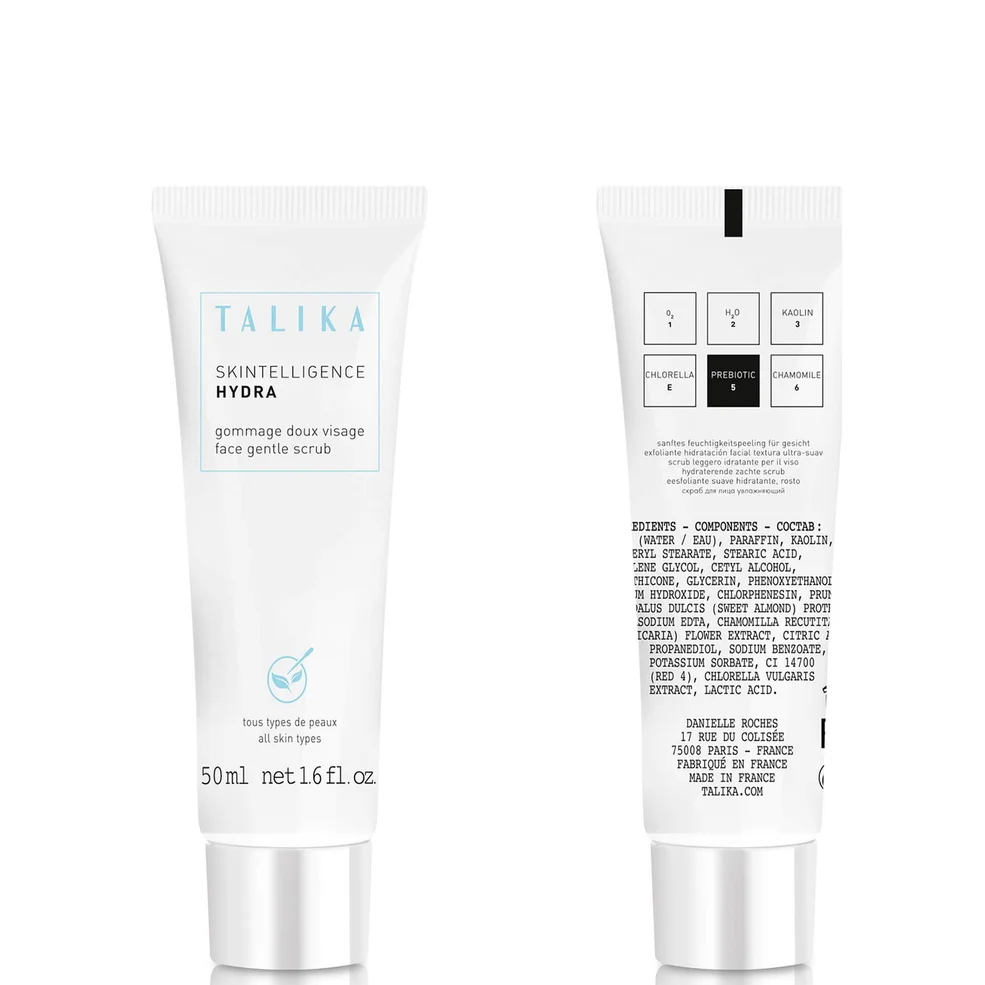 TALIKA
SKINTELLIGENCE
HYDRA
gommage doux visage
face gentle scrub
tous types de peaux
all skin types
50ml net1.6fl.oz.
O₂
1
H₂O
2
KAOLIN
3
CHLORELLA
E
PREBIOTIC
5
CHAMOMILE
6
sanftes feuchtigkeitspeeling für gesicht
exfoliante hidratación facial textura ultra-suav
scrub leggero idratante per il viso
hydraterende zachte scrub
eesfoliante suave hidratante, rosto
скраб для лица увлажняющий
EDIENTS - COMPONENTS - COCTAB:
(WATER / EAU), PARAFFIN, KAOLIN,
ERYL STEARATE, STEARIC ACID,
LENE GLYCOL, CETYL ALCOHOL,
THICONE, GLYCERIN, PHENOXYETHANOL
UM HYDROXIDE, CHLORPHENESIN, PRUN
DALUS DULCIS (SWEET ALMOND) PROTE
SODIUM EDTA, CHAMOMILLA RECUTITA
ICARIA) FLOWER EXTRACT, CITRIC A
PROPANEDIOL, SODIUM BENZOATE,
POTASSIUM SORBATE, CI 14700
(RED 4), CHLORELLA VULGARIS
EXTRACT, LACTIC ACID.
DANIELLE ROCHES
17 RUE DU COLISÉE
75008 PARIS - FRANCE
FABRIQUÉ EN FRANCE
MADE IN FRANCE
TALIKA.COM